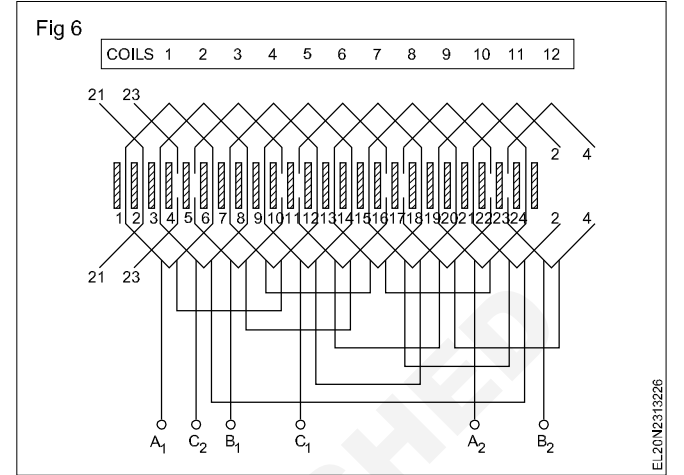 Fig 6
COILS 1 2 3 4 5 6 7 8 9 10 11 12
21 23
2 4
1 2 3 4 5 6 7 8 9 10 11 12 13 14 15 16 17 18 19 20 21 22 23 24 2 4
21 23
A1 C2 B1 C1 A2 B2
SHED
EL20N2313226